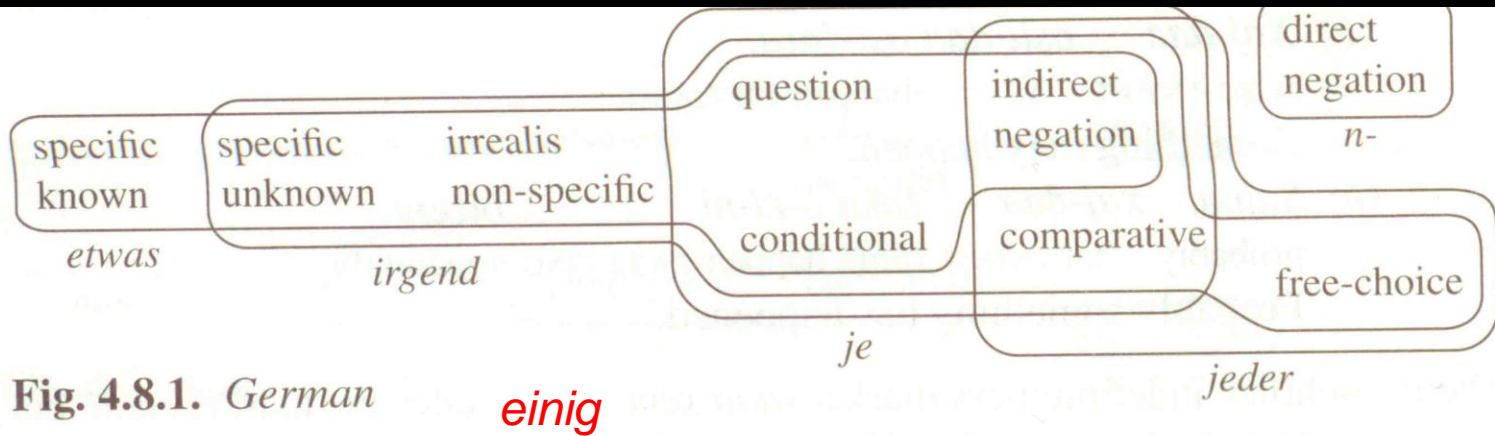 direct
question indirect negation
specific specific irrealis negation n-
known unknown non-specific
etwas irgend conditional comparative
free-choice
je jeder
Fig. 4.8.1. German einig